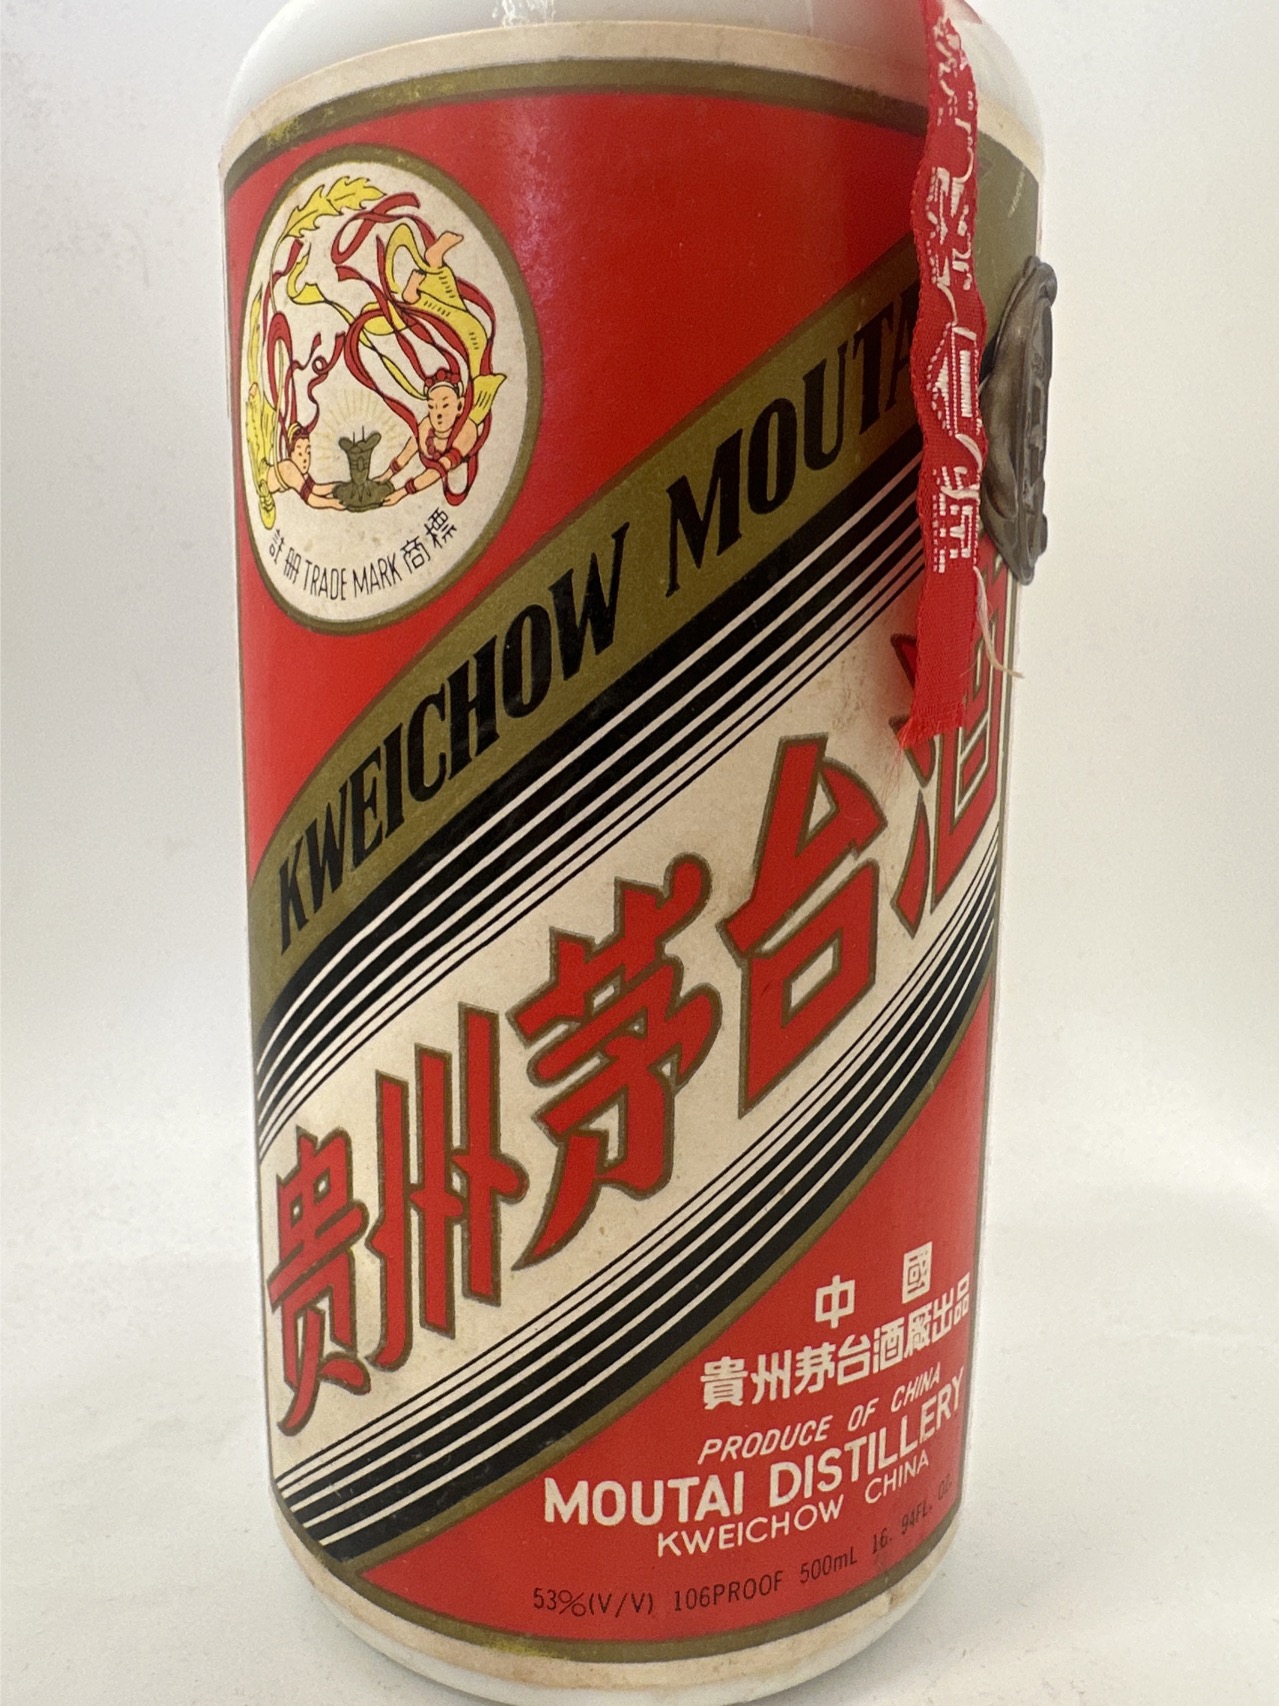 註冊 TRADE MARK 商標
KWEICHOW MOUTA
贵州茅台酒
中國
貴州茅台酒廠出品
PRODUCE OF CHINA
MOUTAI DISTILLERY
KWEICHOW CHINA
53%(V/V) 106PROOF 500mL 16. 94FL. OZ.